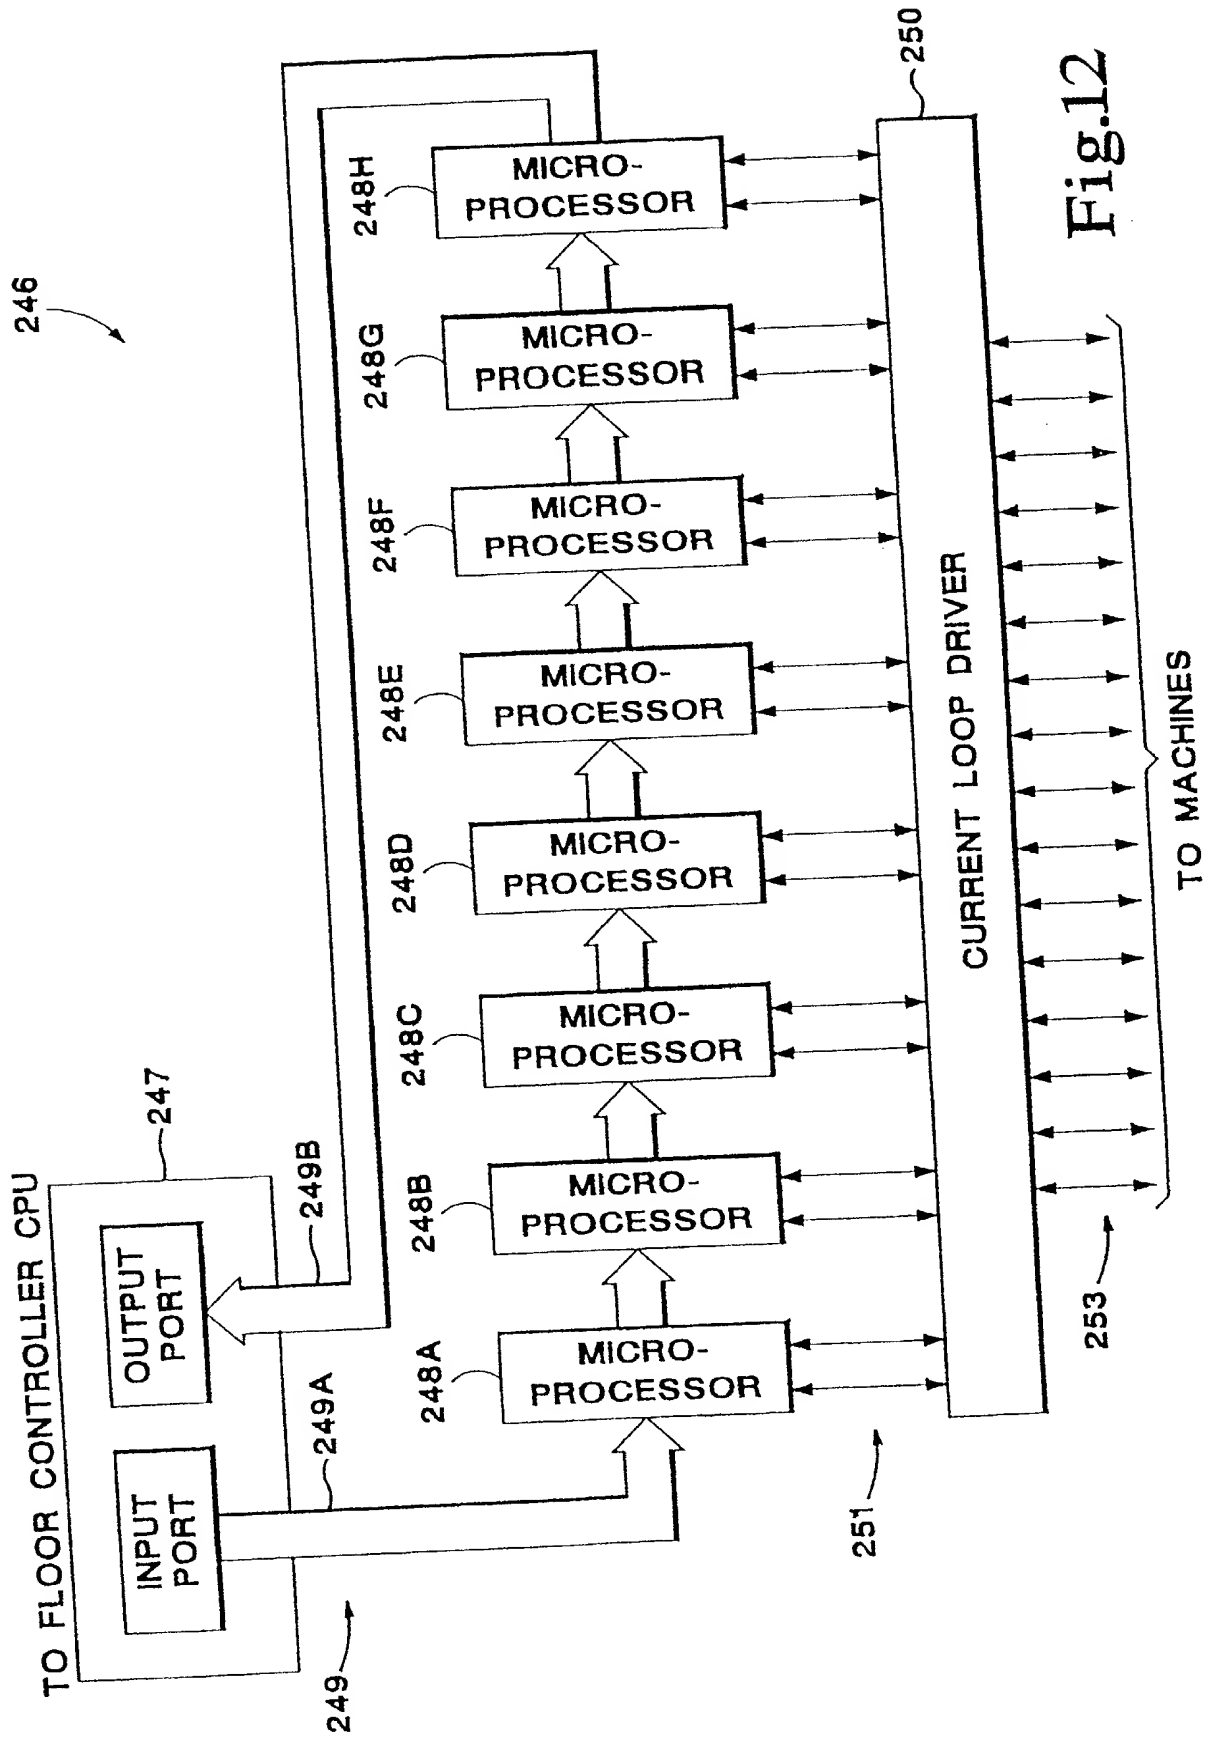 246
TO FLOOR CONTROLLER CPU
247
INPUT
PORT
OUTPUT
PORT
249
249A
249B
248A
248B
248C
248D
248E
248F
248G
248H
MICRO-
PROCESSOR
MICRO-
PROCESSOR
MICRO-
PROCESSOR
MICRO-
PROCESSOR
MICRO-
PROCESSOR
MICRO-
PROCESSOR
MICRO-
PROCESSOR
MICRO-
PROCESSOR
251
250
CURRENT LOOP DRIVER
253
TO MACHINES
Fig.12